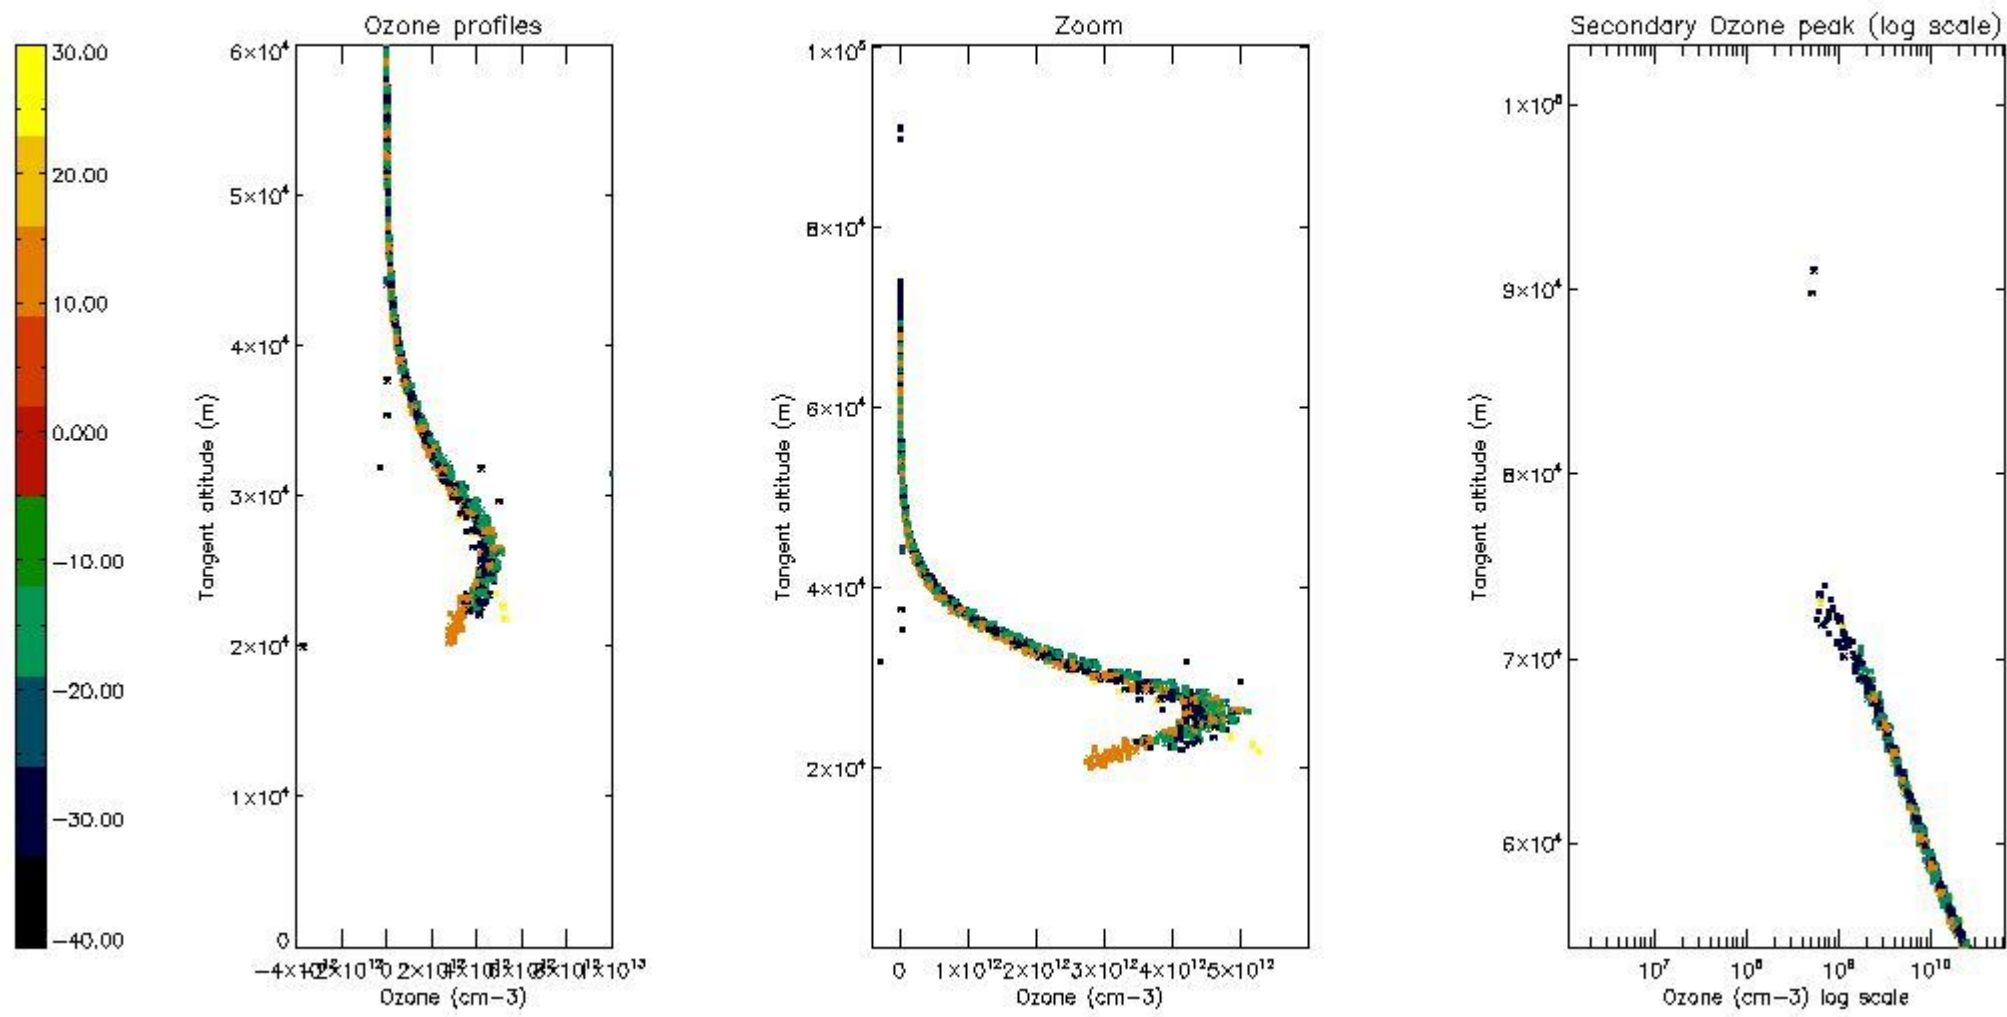 Ozone profiles
Zoom
Secondary Ozone peak (log scale)
30.00
20.00
10.00
0.000
−10.00
−20.00
−30.00
−40.00
6×10⁴
5×10⁴
4×10⁴
3×10⁴
2×10⁴
1×10⁴
0
Tangent altitude (m)
Ozone (cm−3)
1×10⁵
8×10⁴
6×10⁴
4×10⁴
2×10⁴
Tangent altitude (m)
0 1×10¹² 2×10¹² 3×10¹² 4×10¹² 5×10¹²
Ozone (cm−3)
9×10⁴
8×10⁴
7×10⁴
6×10⁴
Tangent altitude (m)
10⁷ 10⁸ 10⁹ 10¹⁰
Ozone (cm−3) log scale